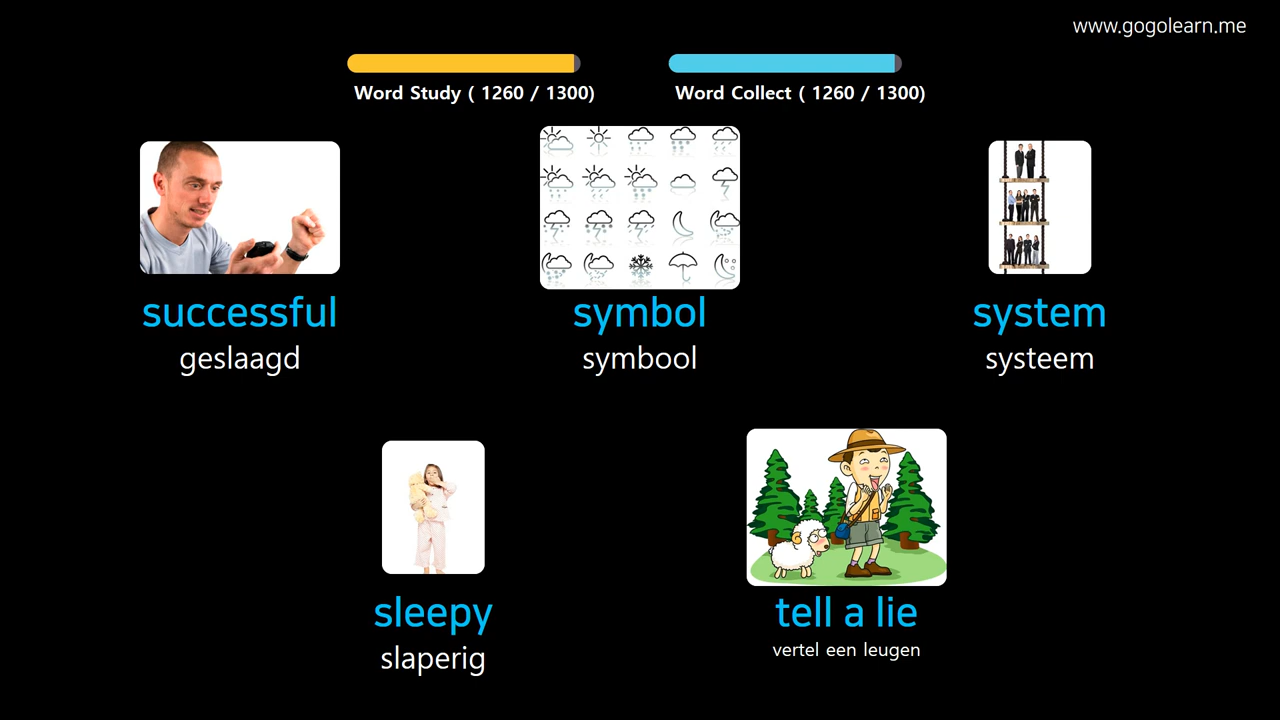 www.gogolearn.me
Word Study ( 1260 / 1300)
Word Collect ( 1260 / 1300)
successful
geslaagd
symbol
symbool
system
systeem
sleepy
slaperig
tell a lie
vertel een leugen